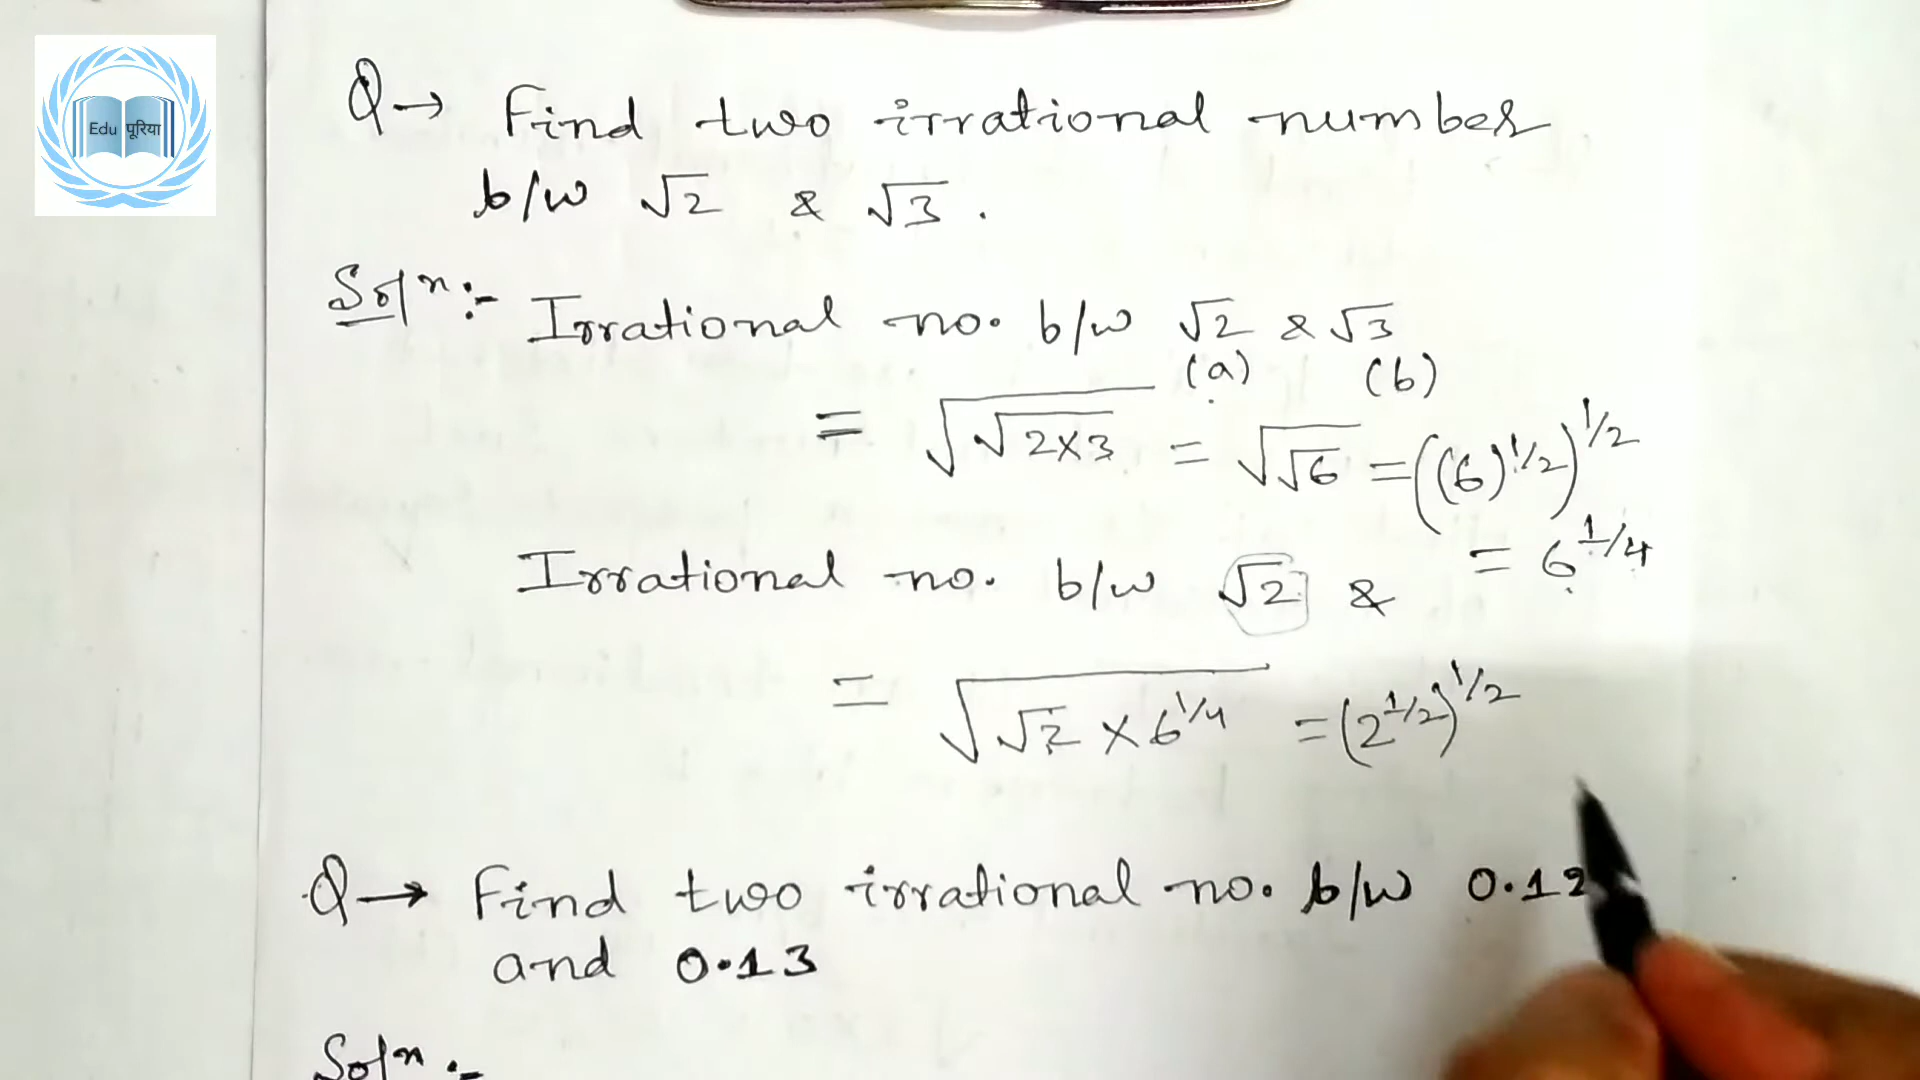 Edu पूरिया
Q → Find two irrational number
b/w √2 & √3.
Solⁿ :- Irrational no. b/w √2 & √3
(a) (b)
= √(√(2×3)) = √(√6) = ((6)^1/2)^1/2
= 6^1/4
Irrational no. b/w √2 &
= √(√2 × 6^1/4) = (2^1/2)^1/2
Q → Find two irrational no. b/w 0.12
and 0.13
Solⁿ :-